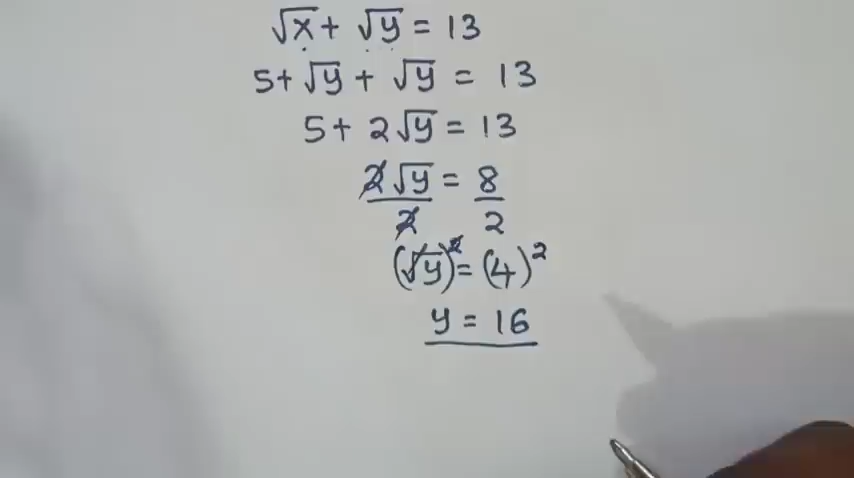 √x + √y = 13
5 + √y + √y = 13
5 + 2√y = 13
2√y/2 = 8/2
(√y)² = (4)²
y = 16